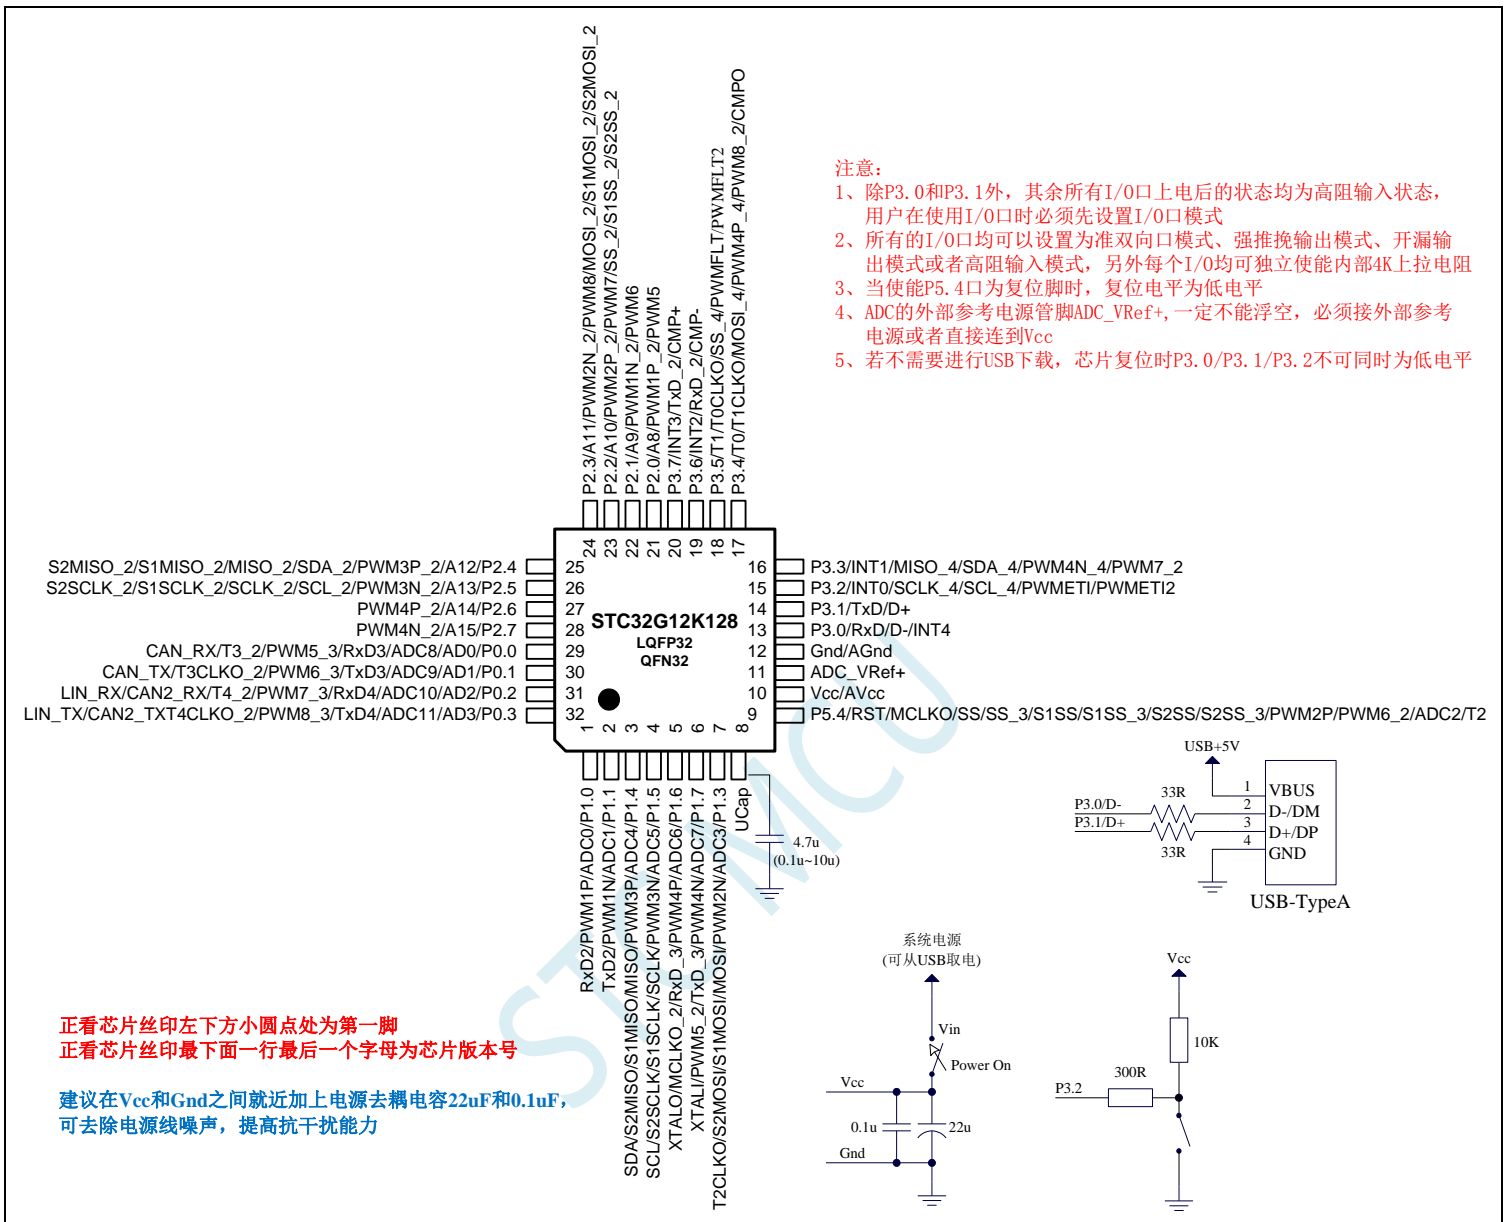 P2.3/A11/PWM2N_2/PWM8/MOSI_2/S1MOSI_2/S2MOSI_2
P2.2/A10/PWM2P_2/PWM7/SS_2/S1SS_2/S2SS_2
P2.1/A9/PWM1N_2/PWM6
P2.0/A8/PWM1P_2/PWM5
P3.7/INT3/TxD_2/CMP+
P3.6/INT2/RxD_2/CMP-
P3.5/T1/T0CLKO/SS_4/PWMFLT/PWMFLT2
P3.4/T0/T1CLKO/MOSI_4/PWM4P_4/PWM8_2/CMPO
注意：
1、除P3.0和P3.1外，其余所有I/O口上电后的状态均为高阻输入状态，
用户在使用I/O口时必须先设置I/O口模式
2、所有的I/O口均可以设置为准双向口模式、强推挽输出模式、开漏输
出模式或者高阻输入模式，另外每个I/O均可独立使能内部4K上拉电阻
3、当使能P5.4口为复位脚时，复位电平为低电平
4、ADC的外部参考电源管脚ADC_VRef+,一定不能浮空，必须接外部参考
电源或者直接连到Vcc
5、若不需要进行USB下载，芯片复位时P3.0/P3.1/P3.2不可同时为低电平
24 23 22 21 20 19 18 17
S2MISO_2/S1MISO_2/MISO_2/SDA_2/PWM3P_2/A12/P2.4 25
S2SCLK_2/S1SCLK_2/SCLK_2/SCL_2/PWM3N_2/A13/P2.5 26
PWM4P_2/A14/P2.6 27
PWM4N_2/A15/P2.7 28
CAN_RX/T3_2/PWM5_3/RxD3/ADC8/AD0/P0.0 29
CAN_TX/T3CLKO_2/PWM6_3/TxD3/ADC9/AD1/P0.1 30
LIN_RX/CAN2_RX/T4_2/PWM7_3/RxD4/ADC10/AD2/P0.2 31
LIN_TX/CAN2_TXT4CLKO_2/PWM8_3/TxD4/ADC11/AD3/P0.3 32
STC32G12K128
LQFP32
QFN32
16 P3.3/INT1/MISO_4/SDA_4/PWM4N_4/PWM7_2
15 P3.2/INT0/SCLK_4/SCL_4/PWMETI/PWMETI2
14 P3.1/TxD/D+
13 P3.0/RxD/D-/INT4
12 Gnd/AGnd
11 ADC_VRef+
10 Vcc/AVcc
9 P5.4/RST/MCLKO/SS/SS_3/S1SS/S1SS_3/S2SS/S2SS_3/PWM2P/PWM6_2/ADC2/T2
1 2 3 4 5 6 7 8
RxD2/PWM1P/ADC0/P1.0
TxD2/PWM1N/ADC1/P1.1
SDA/S2MISO/S1MISO/MISO/PWM3P/ADC4/P1.4
SCL/S2SCLK/S1SCLK/SCLK/PWM3N/ADC5/P1.5
XTALO/MCLKO_2/RxD_3/PWM4P/ADC6/P1.6
XTALI/PWM5_2/TxD_3/PWM4N/ADC7/P1.7
T2CLKO/S2MOSI/S1MOSI/MOSI/PWM2N/ADC3/P1.3
UCap
4.7u
(0.1u~10u)
USB+5V
P3.0/D-
P3.1/D+
33R
33R
1 VBUS
2 D-/DM
3 D+/DP
4 GND
USB-TypeA
系统电源
(可从USB取电)
Vin
Power On
Vcc
0.1u
22u
Gnd
Vcc
10K
300R
P3.2
正看芯片丝印左下方小圆点处为第一脚
正看芯片丝印最下面一行最后一个字母为芯片版本号
建议在Vcc和Gnd之间就近加上电源去耦电容22uF和0.1uF，
可去除电源线噪声，提高抗干扰能力
STC MCU